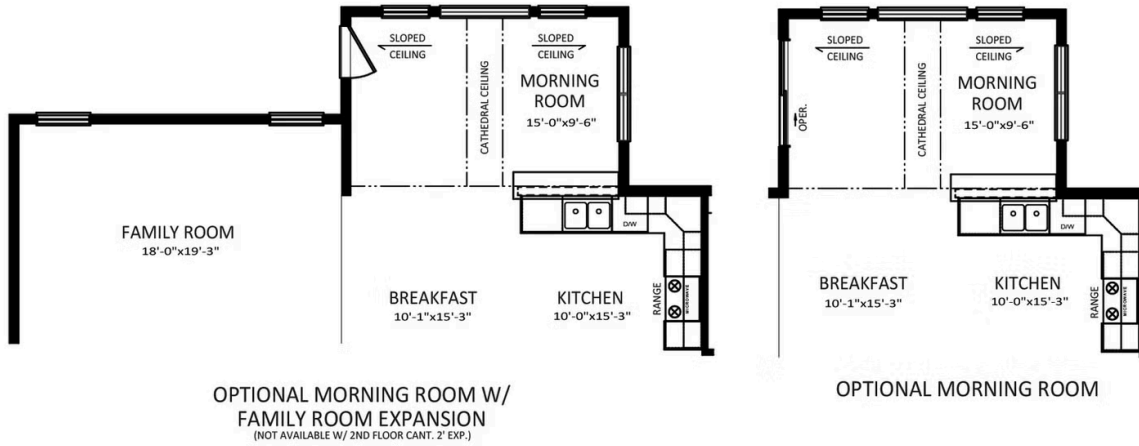 SLOPED
CEILING
CATHEDRAL CEILING
SLOPED
CEILING
MORNING
ROOM
15'-0"x9'-6"
FAMILY ROOM
18'-0"x19'-3"
D/W
BREAKFAST
10'-1"x15'-3"
KITCHEN
10'-0"x15'-3"
RANGE
MICROWAVE
OPTIONAL MORNING ROOM W/
FAMILY ROOM EXPANSION
(NOT AVAILABLE W/ 2ND FLOOR CANT. 2' EXP.)
SLOPED
CEILING
CATHEDRAL CEILING
SLOPED
CEILING
MORNING
ROOM
15'-0"x9'-6"
OPER.
D/W
BREAKFAST
10'-1"x15'-3"
KITCHEN
10'-0"x15'-3"
RANGE
MICROWAVE
OPTIONAL MORNING ROOM